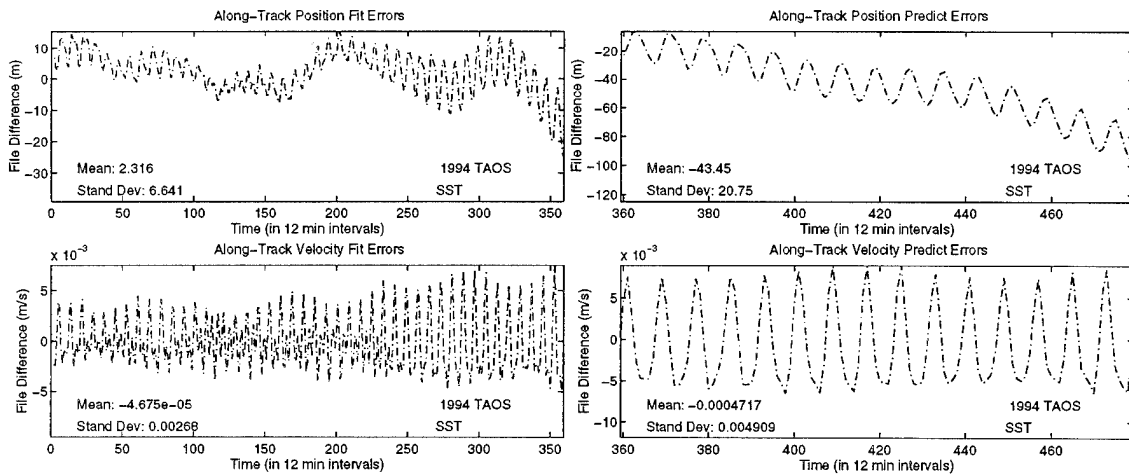 Along-Track Position Fit Errors
File Difference (m)
10
0
-10
-20
-30
Mean: 2.316
1994 TAOS
Stand Dev: 6.641
SST
0 50 100 150 200 250 300 350
Time (in 12 min intervals)
Along-Track Position Predict Errors
File Difference (m)
-20
-40
-60
-80
-100
-120
Mean: -43.45
1994 TAOS
Stand Dev: 20.75
SST
360 380 400 420 440 460
Time (in 12 min intervals)
Along-Track Velocity Fit Errors
x 10^-3
File Difference (m/s)
5
0
-5
Mean: -4.675e-05
1994 TAOS
Stand Dev: 0.00268
SST
0 50 100 150 200 250 300 350
Time (in 12 min intervals)
Along-Track Velocity Predict Errors
x 10^-3
File Difference (m/s)
5
0
-5
-10
Mean: -0.0004717
1994 TAOS
Stand Dev: 0.004909
SST
360 380 400 420 440 460
Time (in 12 min intervals)